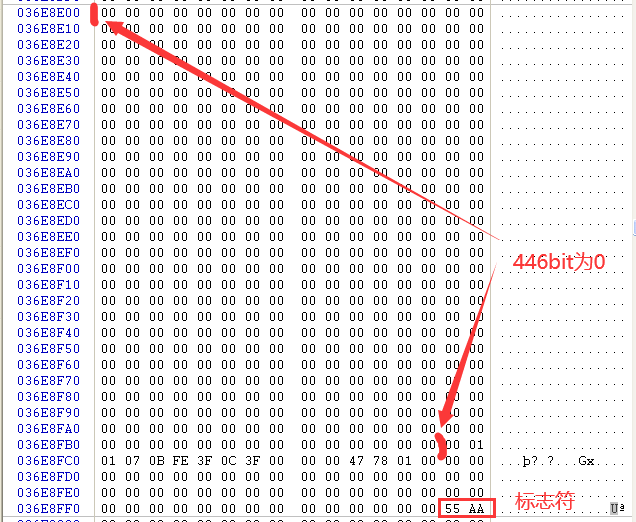 036E8E00 00 00 00 00 00 00 00 00 00 00 00 00 00 00 00 00 ................
036E8E10 00 00 00 00 00 00 00 00 00 00 00 00 00 00 00 00 ................
036E8E20 00 00 00 00 00 00 00 00 00 00 00 00 00 00 00 00 ................
036E8E30 00 00 00 00 00 00 00 00 00 00 00 00 00 00 00 00 ................
036E8E40 00 00 00 00 00 00 00 00 00 00 00 00 00 00 00 00 ................
036E8E50 00 00 00 00 00 00 00 00 00 00 00 00 00 00 00 00 ................
036E8E60 00 00 00 00 00 00 00 00 00 00 00 00 00 00 00 00 ................
036E8E70 00 00 00 00 00 00 00 00 00 00 00 00 00 00 00 00 ................
036E8E80 00 00 00 00 00 00 00 00 00 00 00 00 00 00 00 00 ................
036E8E90 00 00 00 00 00 00 00 00 00 00 00 00 00 00 00 00 ................
036E8EA0 00 00 00 00 00 00 00 00 00 00 00 00 00 00 00 00 ................
036E8EB0 00 00 00 00 00 00 00 00 00 00 00 00 00 00 00 00 ................
036E8EC0 00 00 00 00 00 00 00 00 00 00 00 00 00 00 00 00 ................
036E8ED0 00 00 00 00 00 00 00 00 00 00 00 00 00 00 00 00 ................
036E8EE0 00 00 00 00 00 00 00 00 00 00 00 00 00 00 00 00 ................
036E8EF0 00 00 00 00 00 00 00 00 00 00 00 00 00 00 00 00 ................
446bit为0
036E8F00 00 00 00 00 00 00 00 00 00 00 00 00 00 00 00 00 ................
036E8F10 00 00 00 00 00 00 00 00 00 00 00 00 00 00 00 00 ................
036E8F20 00 00 00 00 00 00 00 00 00 00 00 00 00 00 00 00 ................
036E8F30 00 00 00 00 00 00 00 00 00 00 00 00 00 00 00 00 ................
036E8F40 00 00 00 00 00 00 00 00 00 00 00 00 00 00 00 00 ................
036E8F50 00 00 00 00 00 00 00 00 00 00 00 00 00 00 00 00 ................
036E8F60 00 00 00 00 00 00 00 00 00 00 00 00 00 00 00 00 ................
036E8F70 00 00 00 00 00 00 00 00 00 00 00 00 00 00 00 00 ................
036E8F80 00 00 00 00 00 00 00 00 00 00 00 00 00 00 00 00 ................
036E8F90 00 00 00 00 00 00 00 00 00 00 00 00 00 00 00 00 ................
036E8FA0 00 00 00 00 00 00 00 00 00 00 00 00 00 00 00 00 ................
036E8FB0 00 00 00 00 00 00 00 00 00 00 00 00 00 00 00 01 ................
036E8FC0 01 07 0B FE 3F 0C 3F 00 00 00 47 78 01 00 00 00 ...þ?.?...Gx....
036E8FD0 00 00 00 00 00 00 00 00 00 00 00 00 00 00 00 00 ................
036E8FE0 00 00 00 00 00 00 00 00 00 00 00 00 00 00 00 00 ................
036E8FF0 00 00 00 00 00 00 00 00 00 00 00 00 00 00 55 AA ..............Uª
标志符